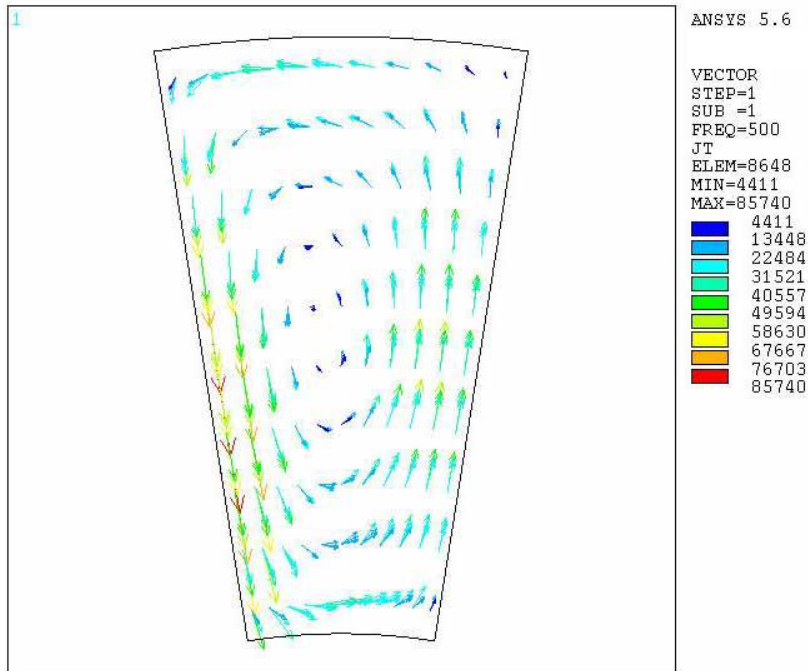 1
ANSYS 5.6
VECTOR
STEP=1
SUB =1
FREQ=500
JT
ELEM=8648
MIN=4411
MAX=85740
4411
13448
22484
31521
40557
49594
58630
67667
76703
85740